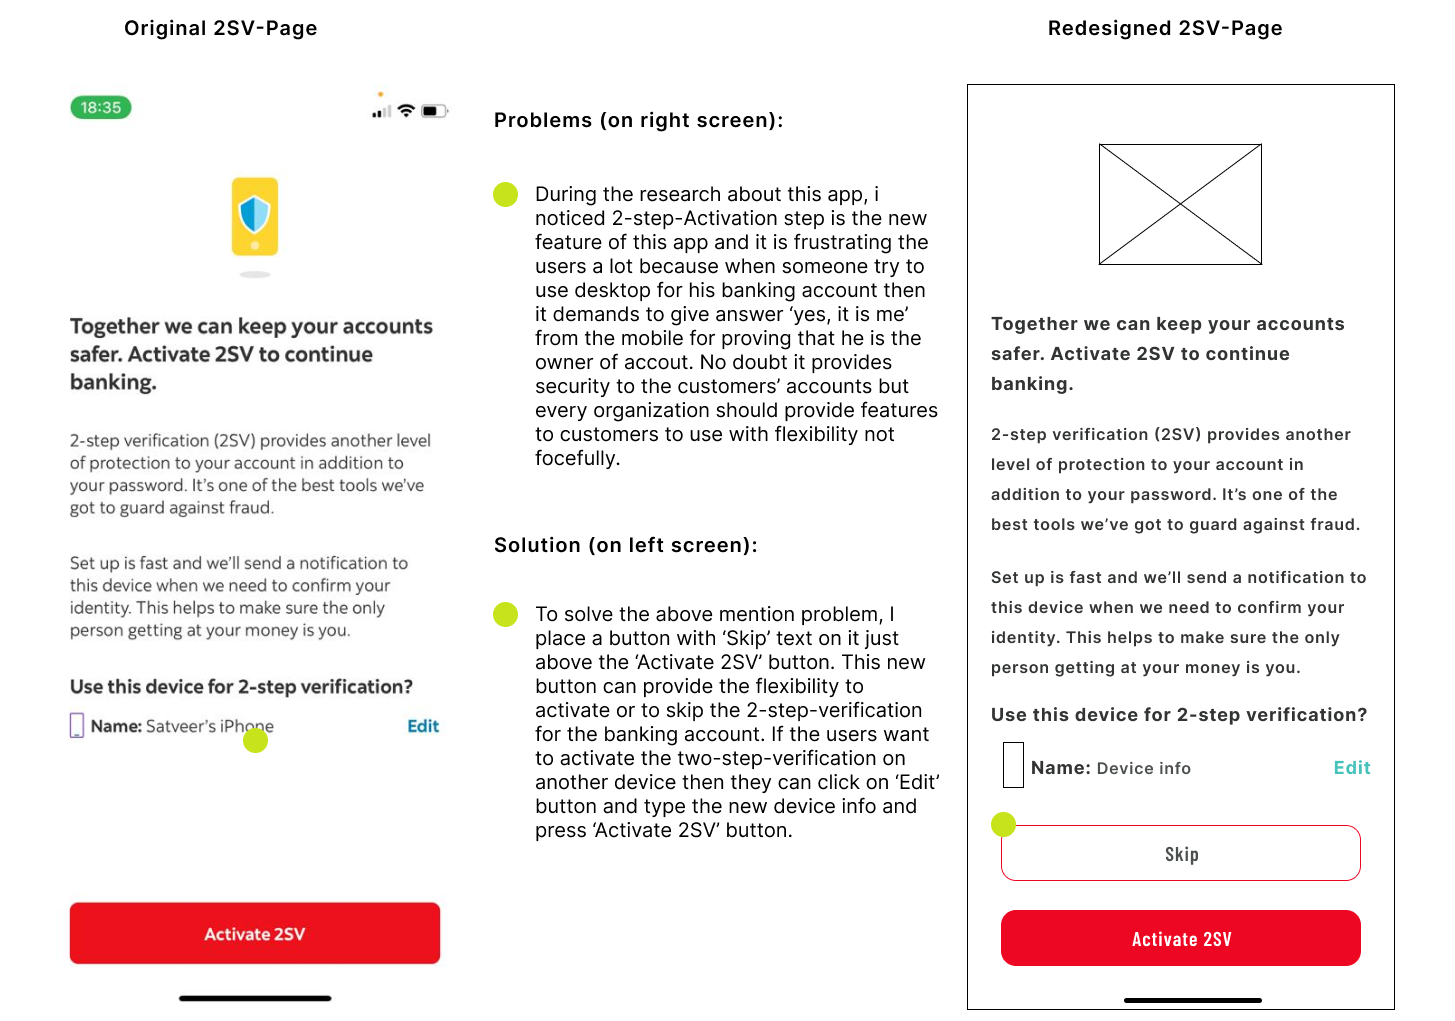 Original 2SV-Page
18:35
Together we can keep your accounts
safer. Activate 2SV to continue
banking.
2-step verification (2SV) provides another level
of protection to your account in addition to
your password. It's one of the best tools we've
got to guard against fraud.
Set up is fast and we'll send a notification to
this device when we need to confirm your
identity. This helps to make sure the only
person getting at your money is you.
Use this device for 2-step verification?
Name: Satveer's iPhone
Edit
Activate 2SV
Problems (on right screen):
During the research about this app, i
noticed 2-step-Activation step is the new
feature of this app and it is frustrating the
users a lot because when someone try to
use desktop for his banking account then
it demands to give answer ‘yes, it is me’
from the mobile for proving that he is the
owner of accout. No doubt it provides
security to the customers’ accounts but
every organization should provide features
to customers to use with flexibility not
focefully.
Solution (on left screen):
To solve the above mention problem, I
place a button with ‘Skip’ text on it just
above the ‘Activate 2SV’ button. This new
button can provide the flexibility to
activate or to skip the 2-step-verification
for the banking account. If the users want
to activate the two-step-verification on
another device then they can click on ‘Edit’
button and type the new device info and
press ‘Activate 2SV’ button.
Redesigned 2SV-Page
Together we can keep your accounts
safer. Activate 2SV to continue
banking.
2-step verification (2SV) provides another
level of protection to your account in
addition to your password. It’s one of the
best tools we’ve got to guard against fraud.
Set up is fast and we’ll send a notification to
this device when we need to confirm your
identity. This helps to make sure the only
person getting at your money is you.
Use this device for 2-step verification?
Name: Device info
Edit
Skip
Activate 2SV